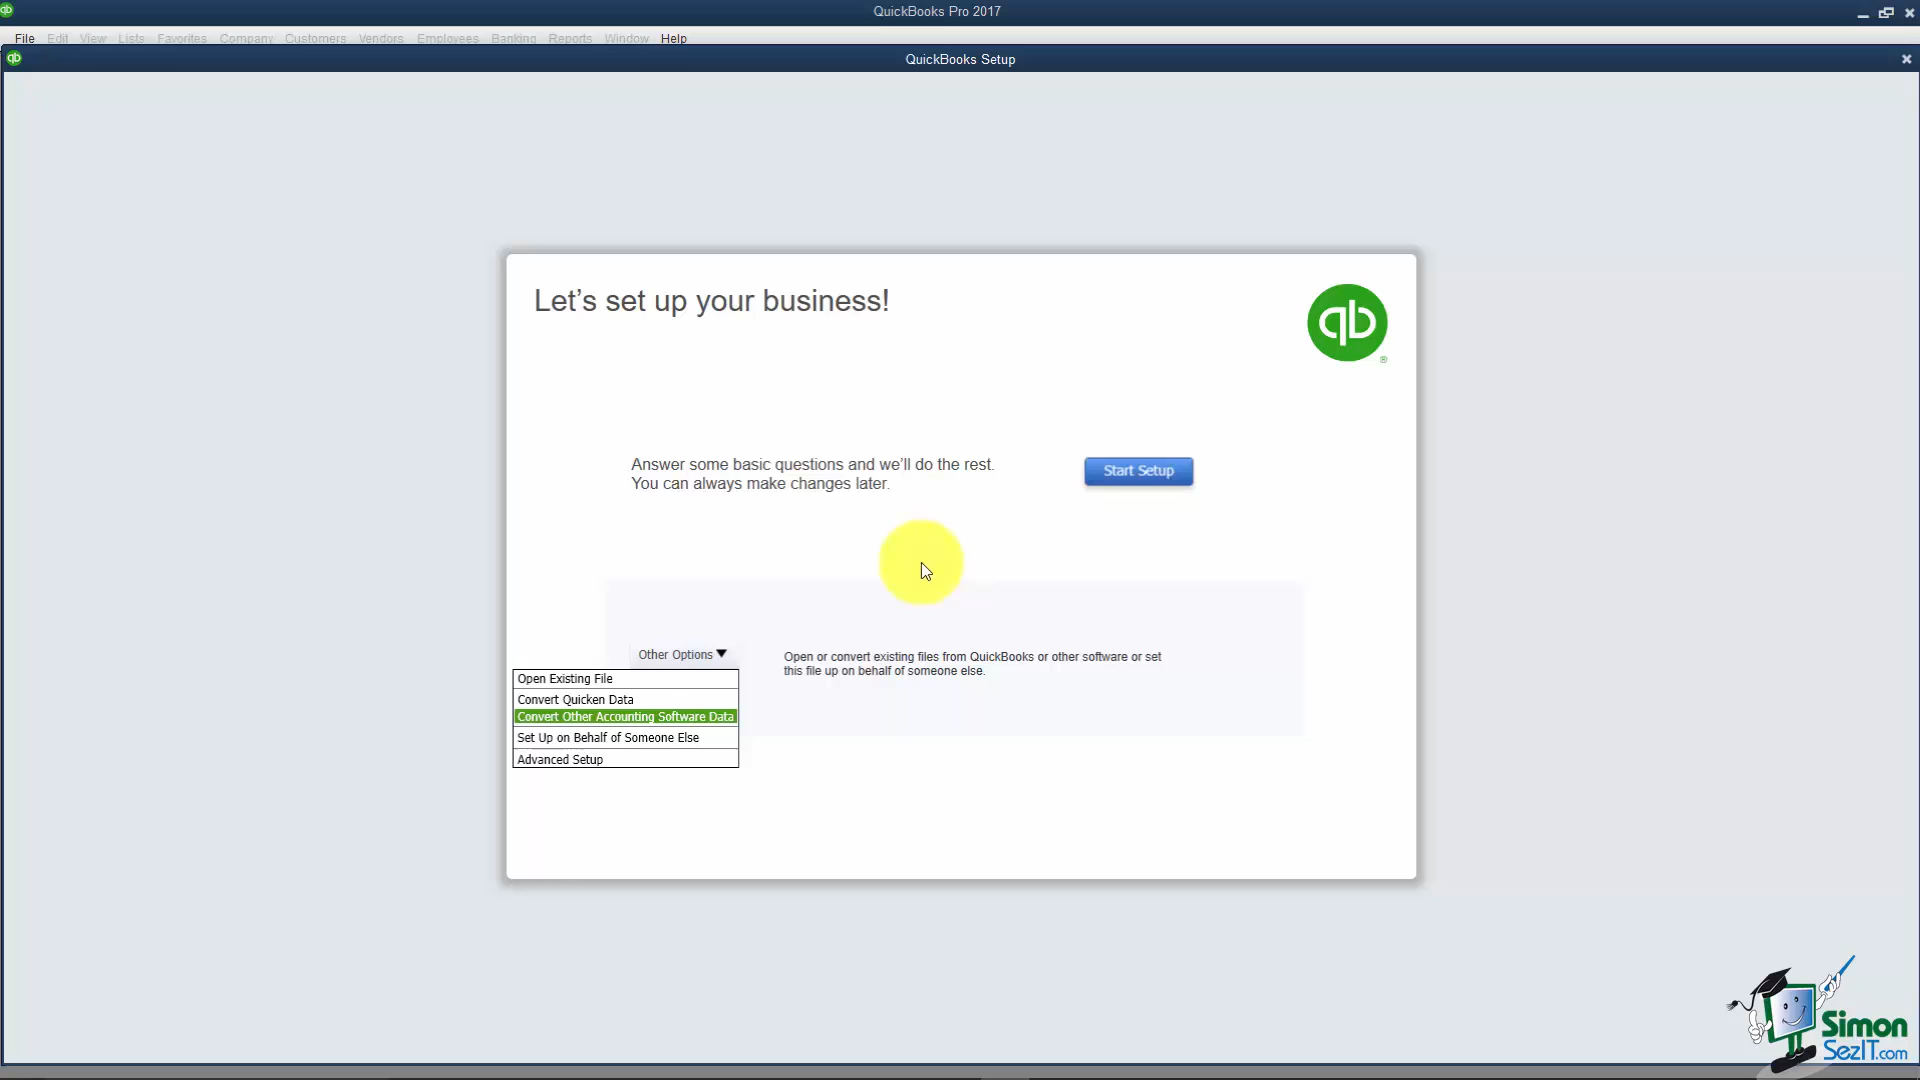 QuickBooks Pro 2017
File Edit View Lists Favorites Company Customers Vendors Employees Banking Reports Window Help
qb QuickBooks Setup
Let's set up your business!
qb
®
Answer some basic questions and we'll do the rest.
You can always make changes later.
Start Setup
Other Options
Open or convert existing files from QuickBooks or other software or set
this file up on behalf of someone else.
Open Existing File
Convert Quicken Data
Convert Other Accounting Software Data
Set Up on Behalf of Someone Else
Advanced Setup
Simon
SezIT.com